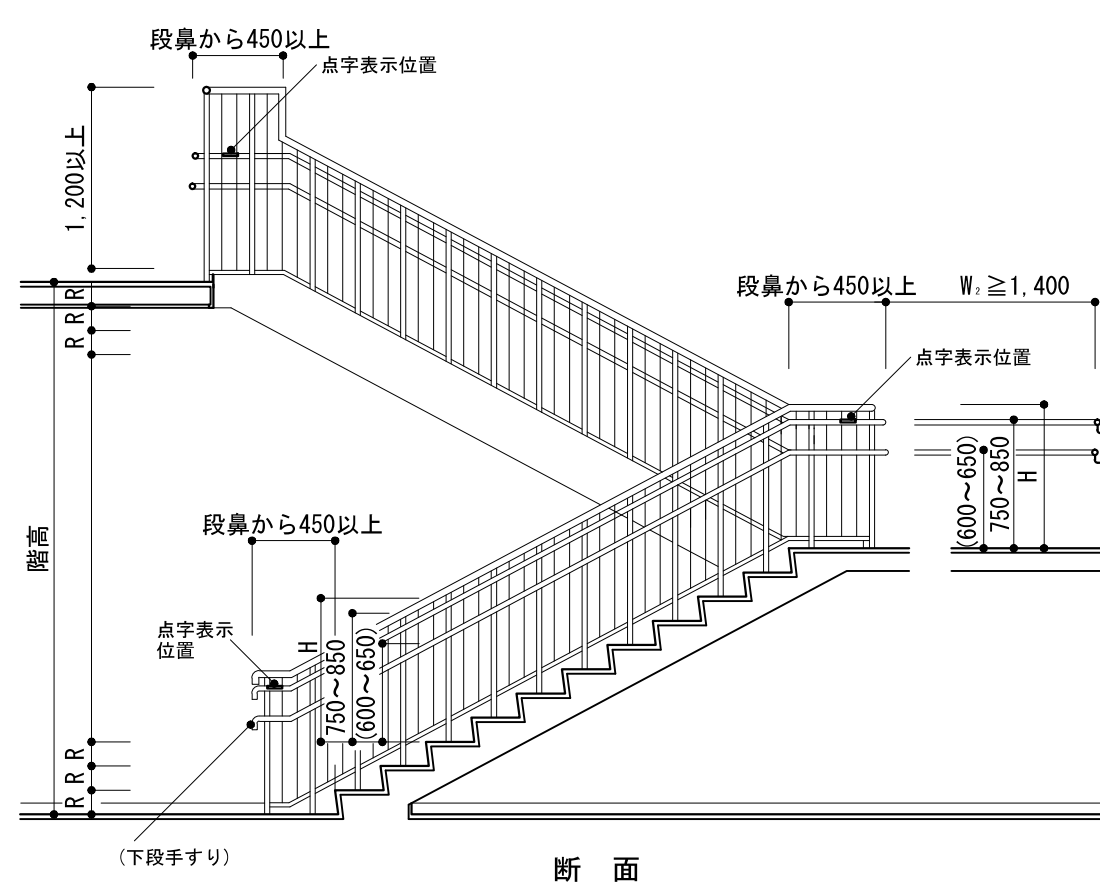 段鼻から450以上
点字表示位置
1,200以上
R
R
R
段鼻から450以上
W₂≧1,400
点字表示位置
(600～650)
750～850
H
段鼻から450以上
階高
点字表示
位置
H
750～850
(600～650)
R
R
R
(下段手すり)
断 面